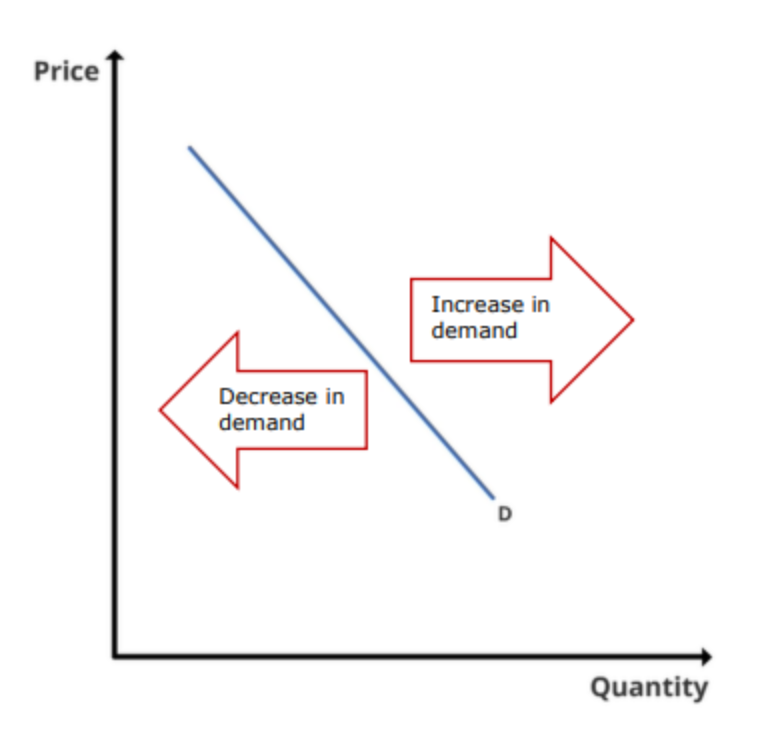 Price
Increase in
demand
Decrease in
demand
D
Quantity